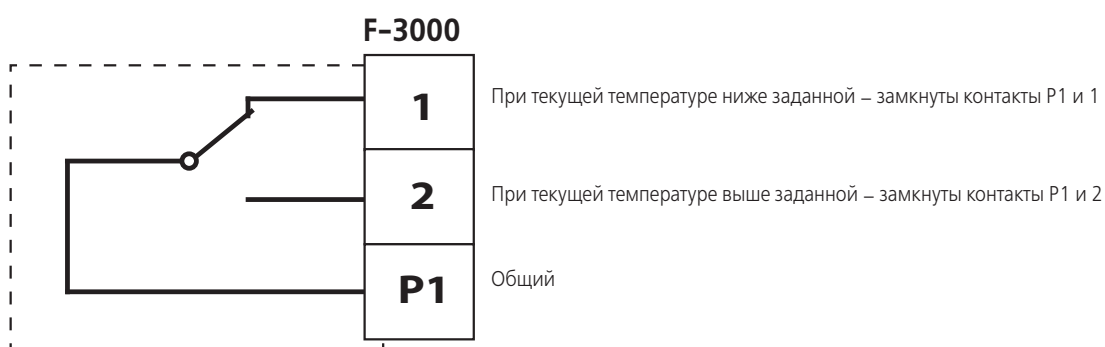 F-3000
1
При текущей температуре ниже заданной – замкнуты контакты P1 и 1
2
При текущей температуре выше заданной – замкнуты контакты P1 и 2
P1
Общий